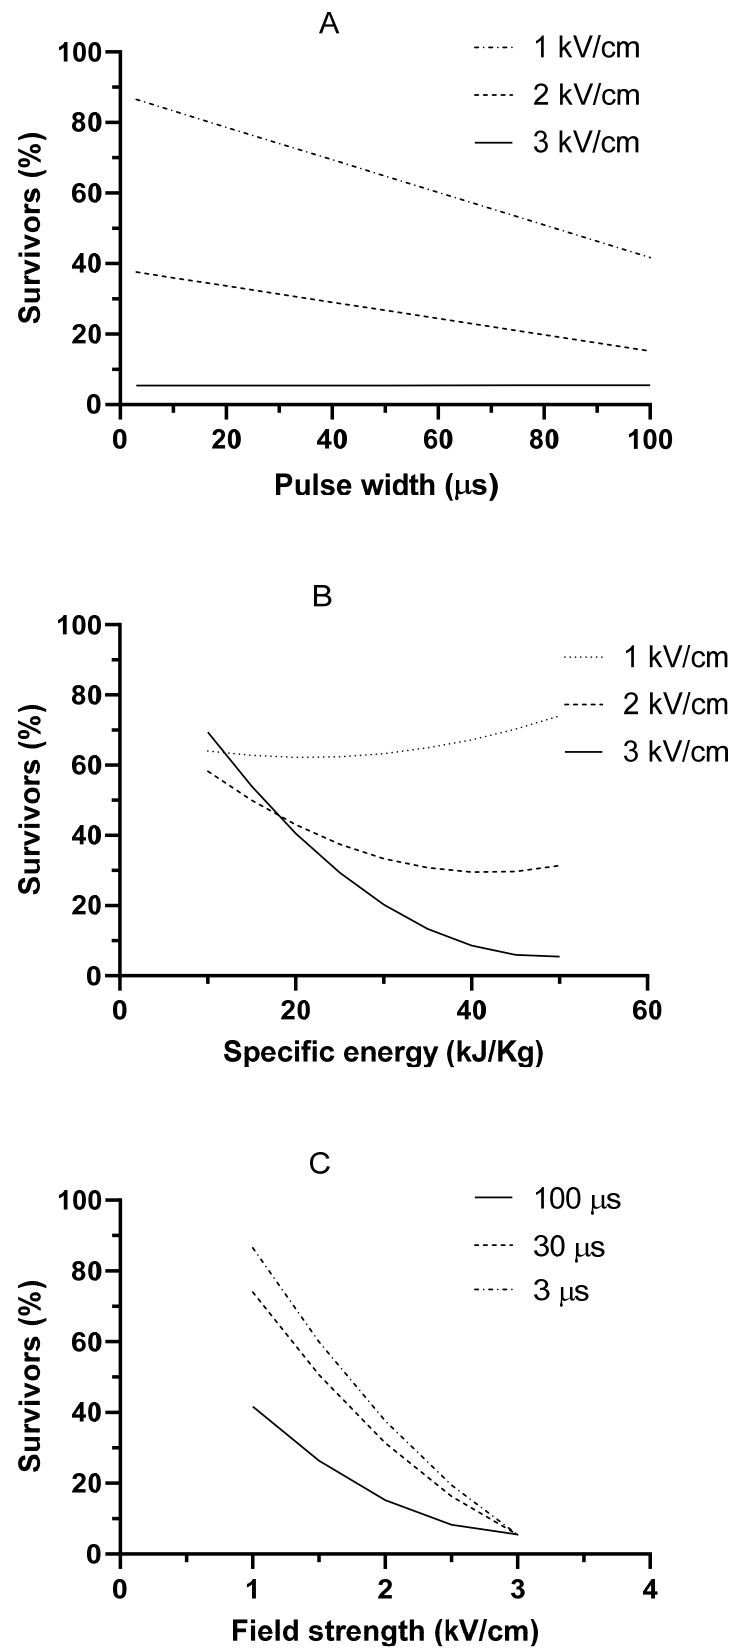 A
1 kV/cm
2 kV/cm
3 kV/cm
Survivors (%)
100
80
60
40
20
0
0 20 40 60 80 100
Pulse width (μs)
B
1 kV/cm
2 kV/cm
3 kV/cm
Survivors (%)
100
80
60
40
20
0
0 20 40 60
Specific energy (kJ/Kg)
C
100 μs
30 μs
3 μs
Survivors (%)
100
80
60
40
20
0
0 1 2 3 4
Field strength (kV/cm)